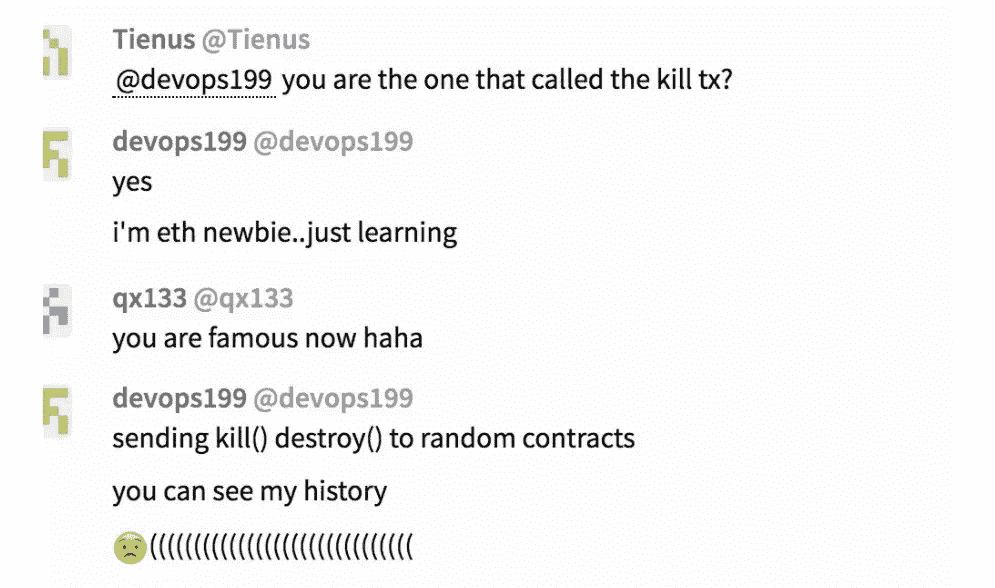 Tienus @Tienus
@devops199 you are the one that called the kill tx?
devops199 @devops199
yes
i'm eth newbie..just learning
qx133 @qx133
you are famous now haha
devops199 @devops199
sending kill() destroy() to random contracts
you can see my history
😟((((((((((((((((((((((((((((((